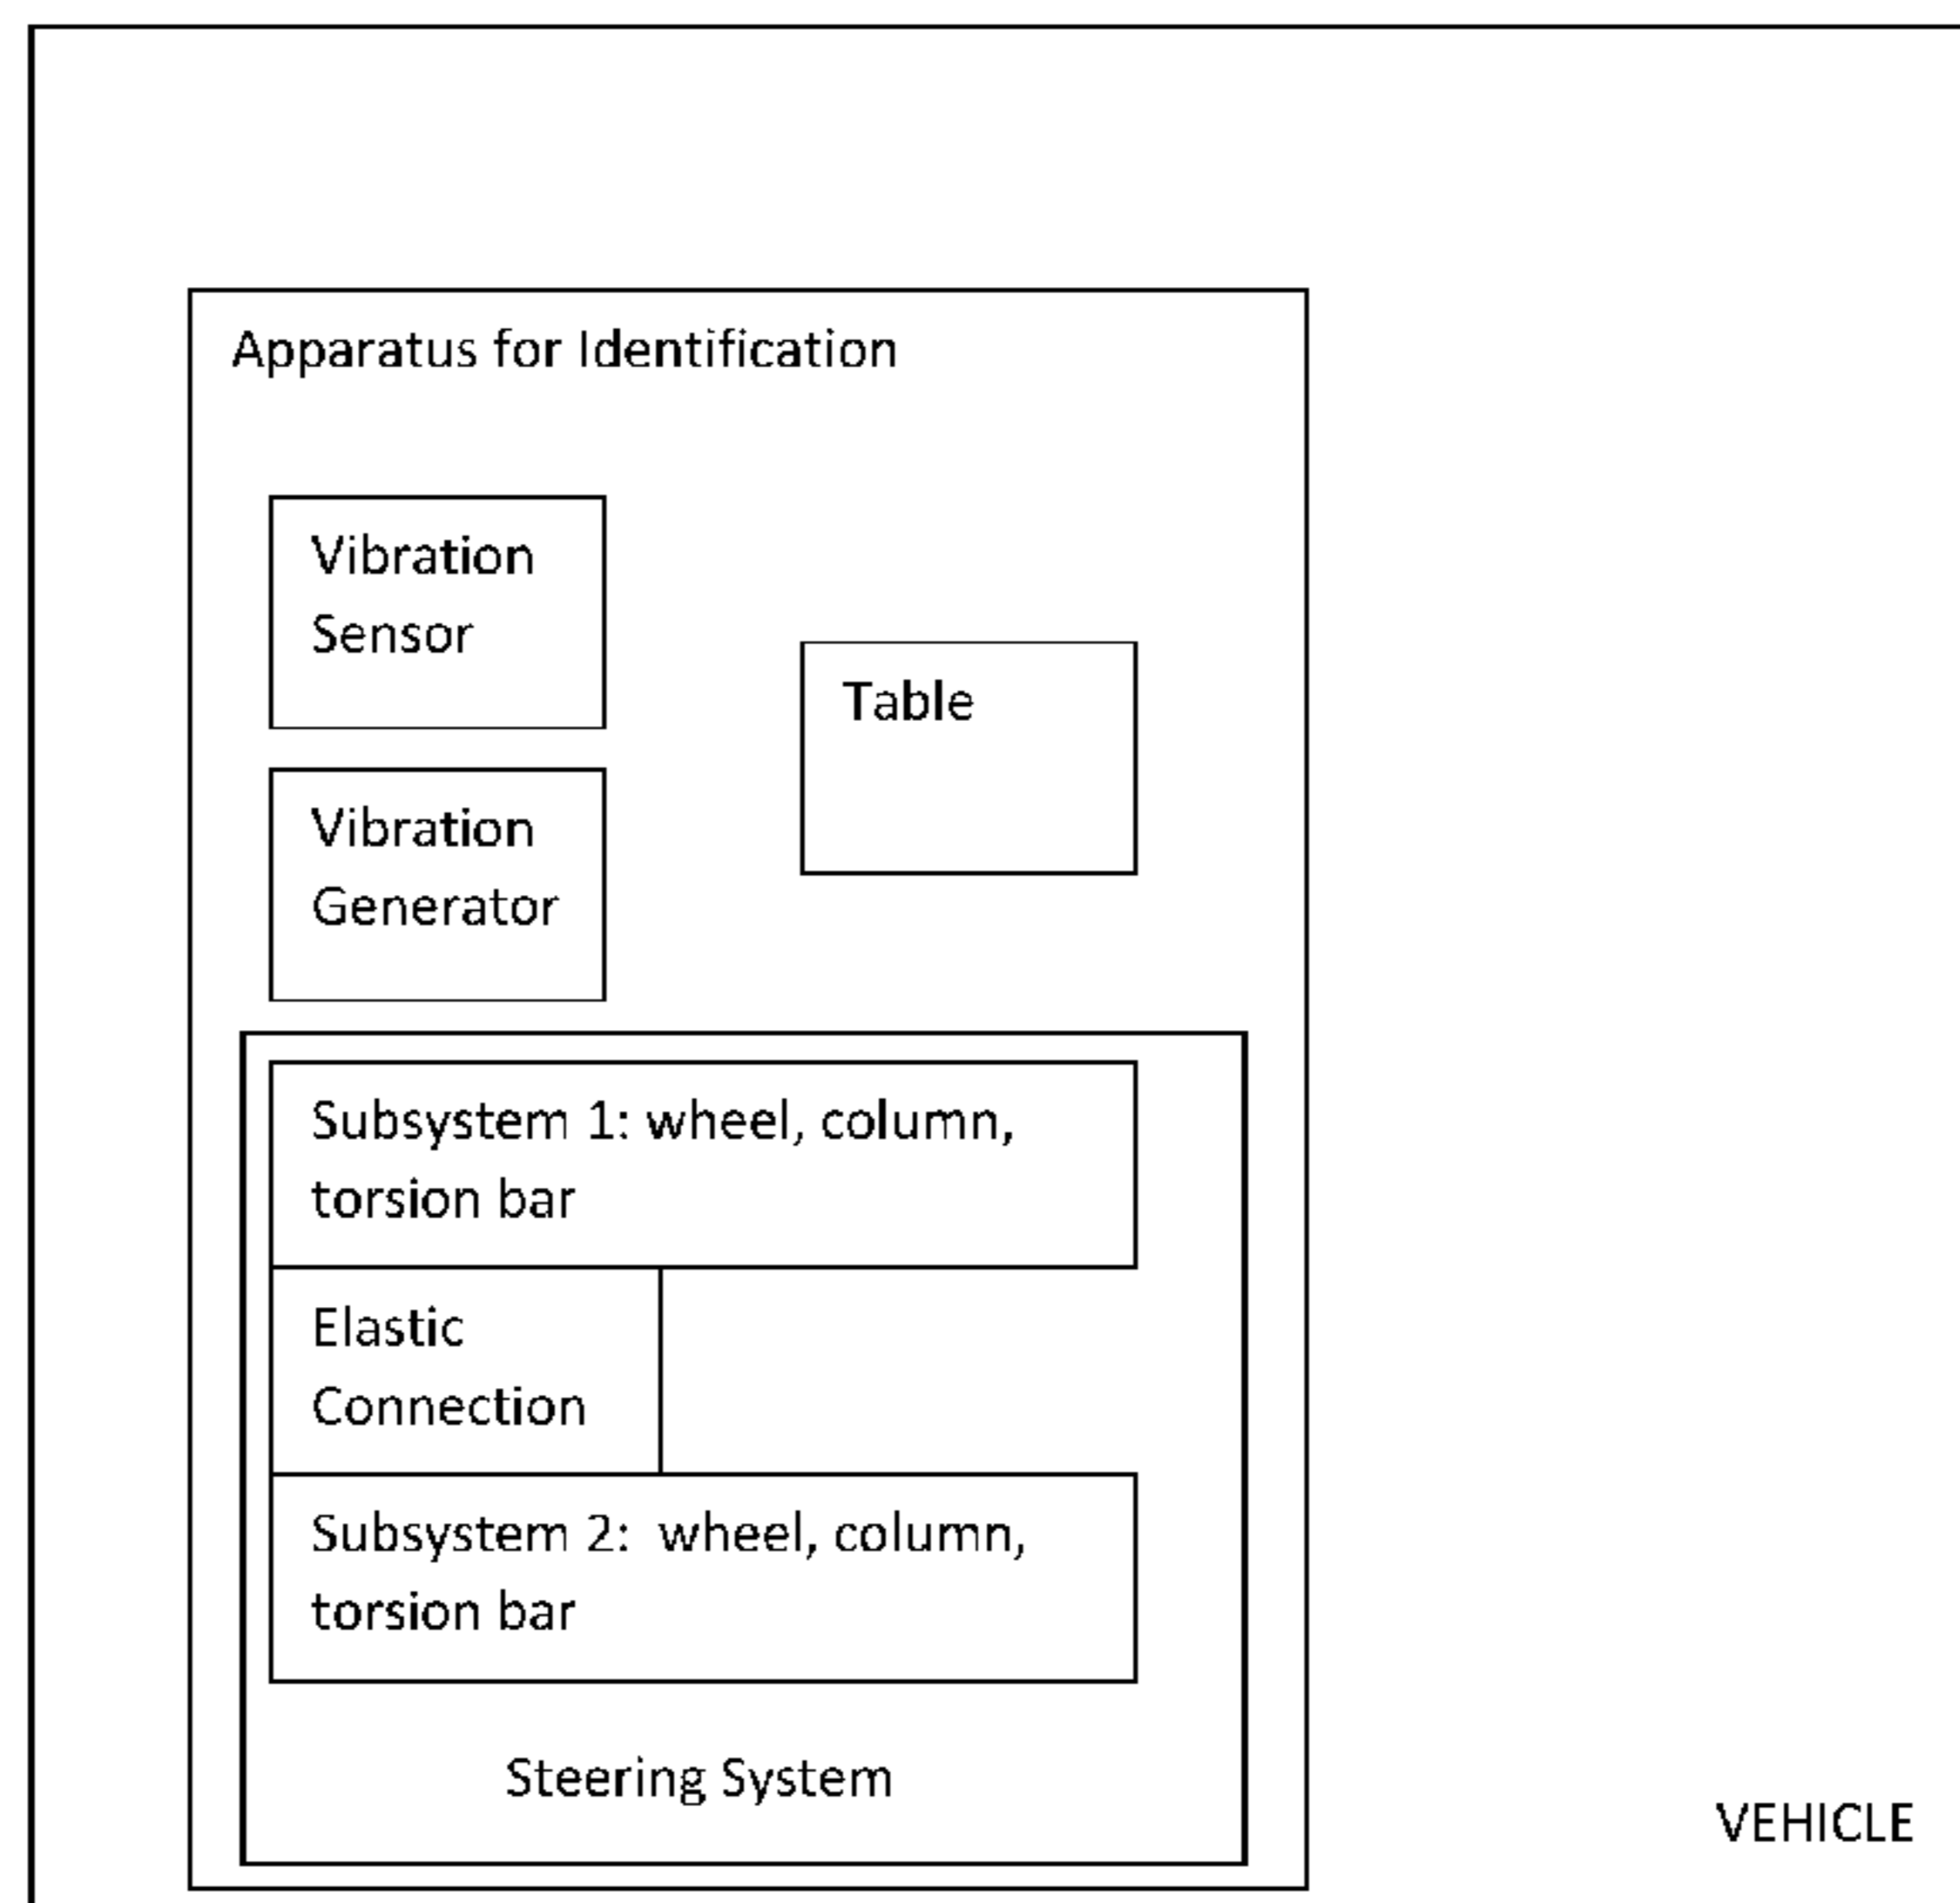 Apparatus for Identification
Vibration
Sensor
Table
Vibration
Generator
Subsystem 1: wheel, column,
torsion bar
Elastic
Connection
Subsystem 2:  wheel, column,
torsion bar
Steering System
VEHICLE